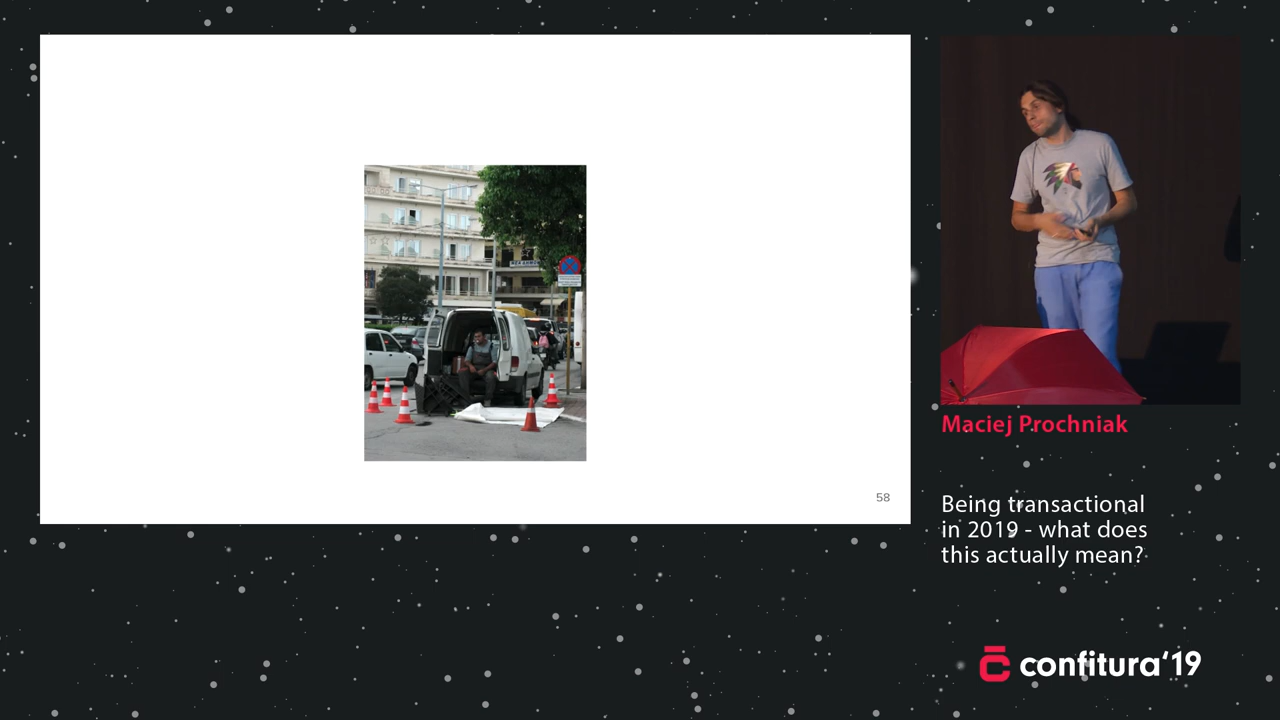 58
Maciej Prochniak
Being transactional
in 2019 - what does
this actually mean?
confitura'19